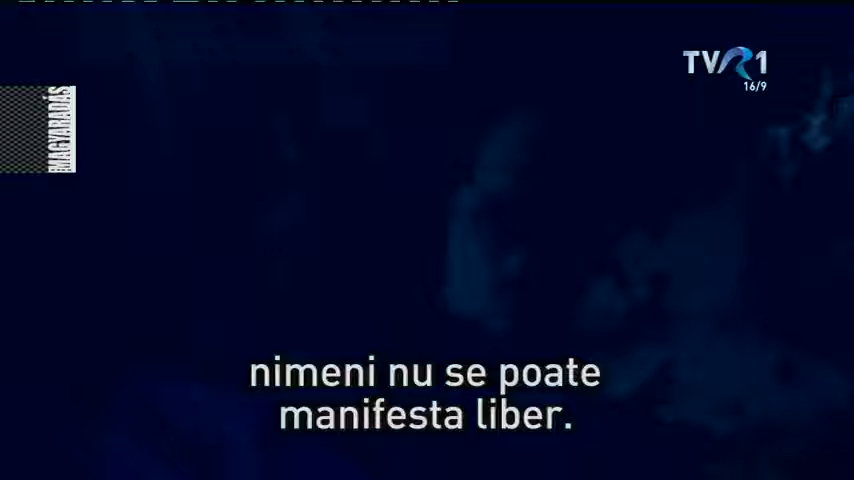 TVR1
16/9
MAGYARADÁS
nimeni nu se poate
manifesta liber.